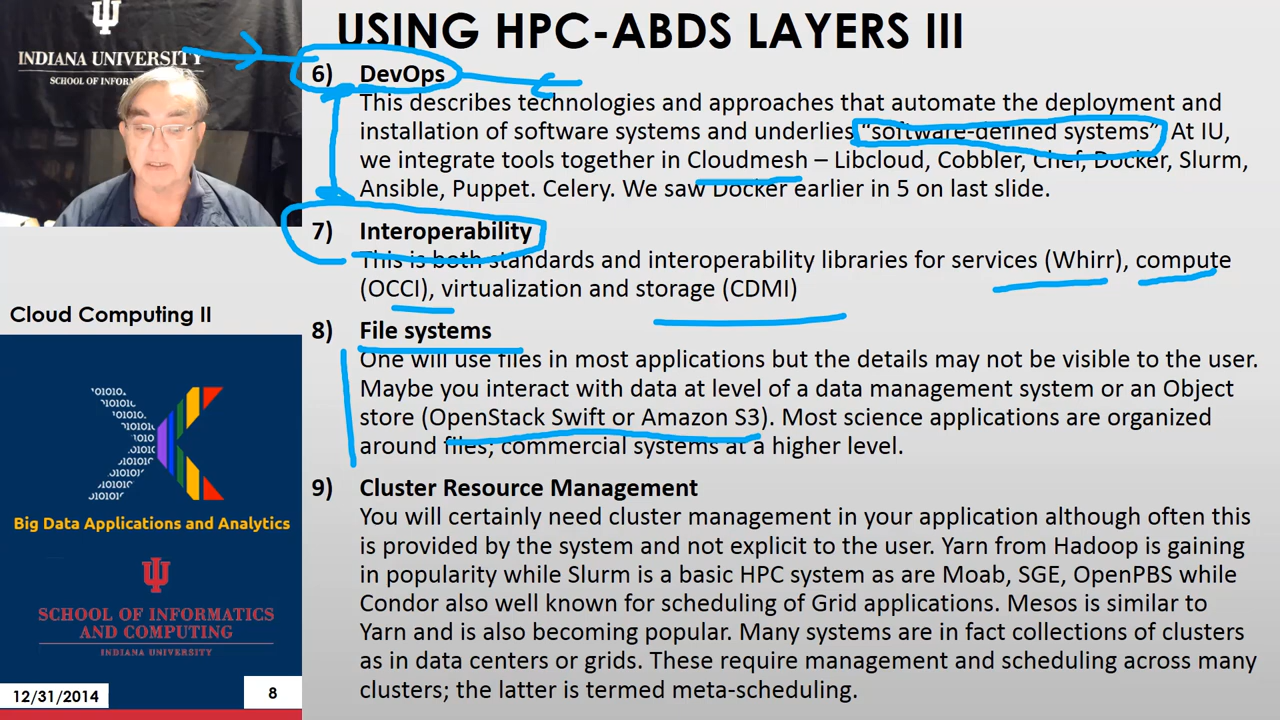 INDIANA UNIVERSITY
SCHOOL OF INFORM
USING HPC-ABDS LAYERS III
6) DevOps
This describes technologies and approaches that automate the deployment and
installation of software systems and underlies “software-defined systems”. At IU,
we integrate tools together in Cloudmesh – Libcloud, Cobbler, Chef, Docker, Slurm,
Ansible, Puppet. Celery. We saw Docker earlier in 5 on last slide.
7) Interoperability
This is both standards and interoperability libraries for services (Whirr), compute
(OCCI), virtualization and storage (CDMI)
8) File systems
One will use files in most applications but the details may not be visible to the user.
Maybe you interact with data at level of a data management system or an Object
store (OpenStack Swift or Amazon S3). Most science applications are organized
around files; commercial systems at a higher level.
9) Cluster Resource Management
You will certainly need cluster management in your application although often this
is provided by the system and not explicit to the user. Yarn from Hadoop is gaining
in popularity while Slurm is a basic HPC system as are Moab, SGE, OpenPBS while
Condor also well known for scheduling of Grid applications. Mesos is similar to
Yarn and is also becoming popular. Many systems are in fact collections of clusters
as in data centers or grids. These require management and scheduling across many
clusters; the latter is termed meta-scheduling.
Cloud Computing II
Big Data Applications and Analytics
SCHOOL OF INFORMATICS
AND COMPUTING
INDIANA UNIVERSITY
12/31/2014
8